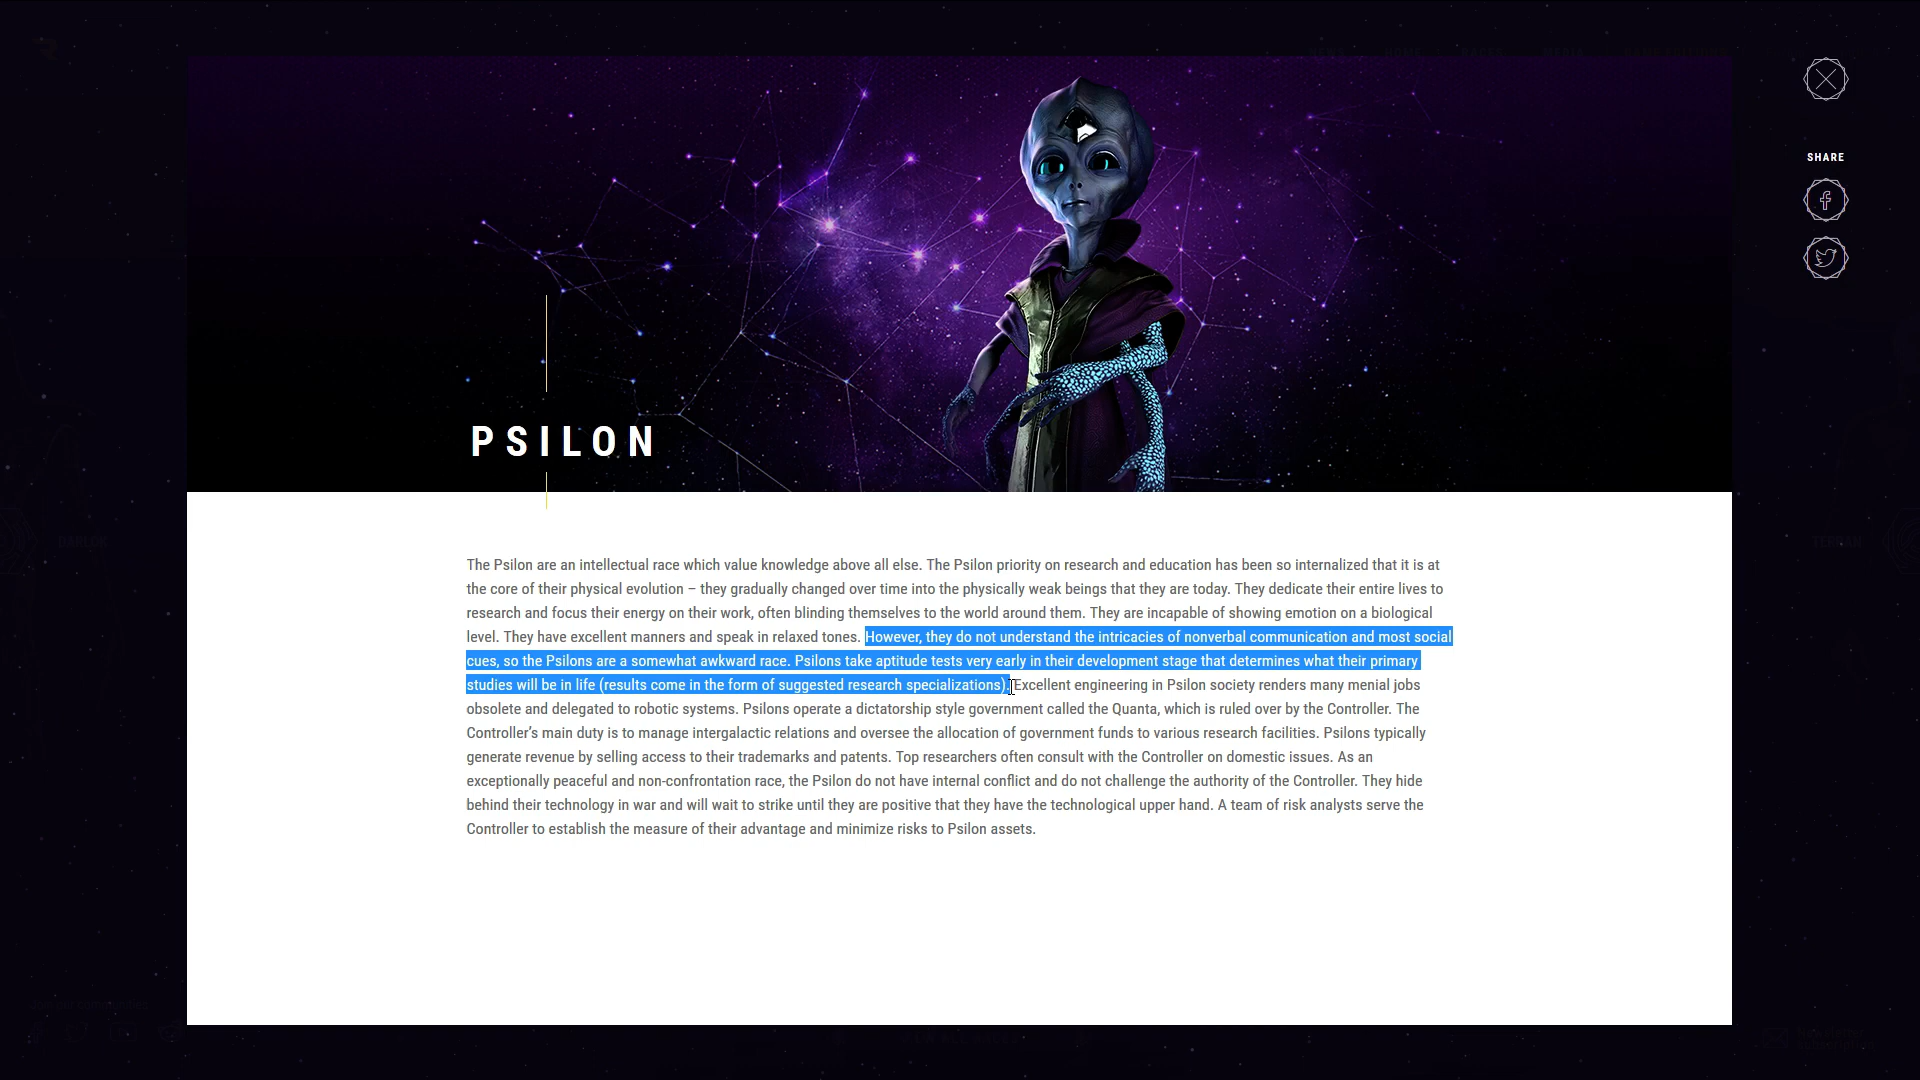 SHARE
PSILON
The Psilon are an intellectual race which value knowledge above all else. The Psilon priority on research and education has been so internalized that it is at
the core of their physical evolution – they gradually changed over time into the physically weak beings that they are today. They dedicate their entire lives to
research and focus their energy on their work, often blinding themselves to the world around them. They are incapable of showing emotion on a biological
level. They have excellent manners and speak in relaxed tones. However, they do not understand the intricacies of nonverbal communication and most social
cues, so the Psilons are a somewhat awkward race. Psilons take aptitude tests very early in their development stage that determines what their primary
studies will be in life (results come in the form of suggested research specializations). Excellent engineering in Psilon society renders many menial jobs
obsolete and delegated to robotic systems. Psilons operate a dictatorship style government called the Quanta, which is ruled over by the Controller. The
Controller’s main duty is to manage intergalactic relations and oversee the allocation of government funds to various research facilities. Psilons typically
generate revenue by selling access to their trademarks and patents. Top researchers often consult with the Controller on domestic issues. As an
exceptionally peaceful and non-confrontation race, the Psilon do not have internal conflict and do not challenge the authority of the Controller. They hide
behind their technology in war and will wait to strike until they are positive that they have the technological upper hand. A team of risk analysts serve the
Controller to establish the measure of their advantage and minimize risks to Psilon assets.